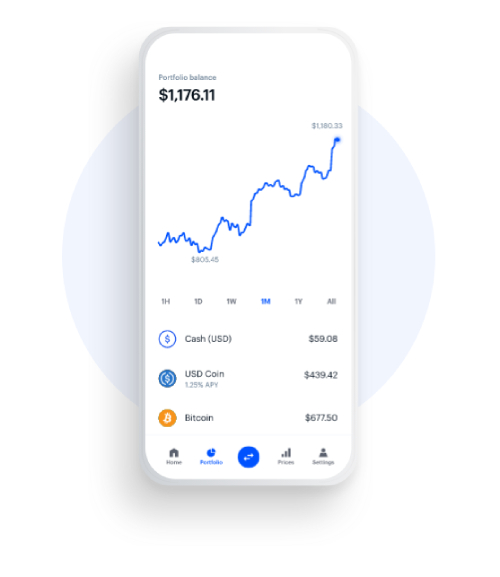 Portfolio balance
$1,176.11
$1,180.33
$805.45
1H 1D 1W 1M 1Y All
Cash (USD) $59.08
USD Coin $439.42
1.25% APY
Bitcoin $677.50
Home Portfolio Prices Settings